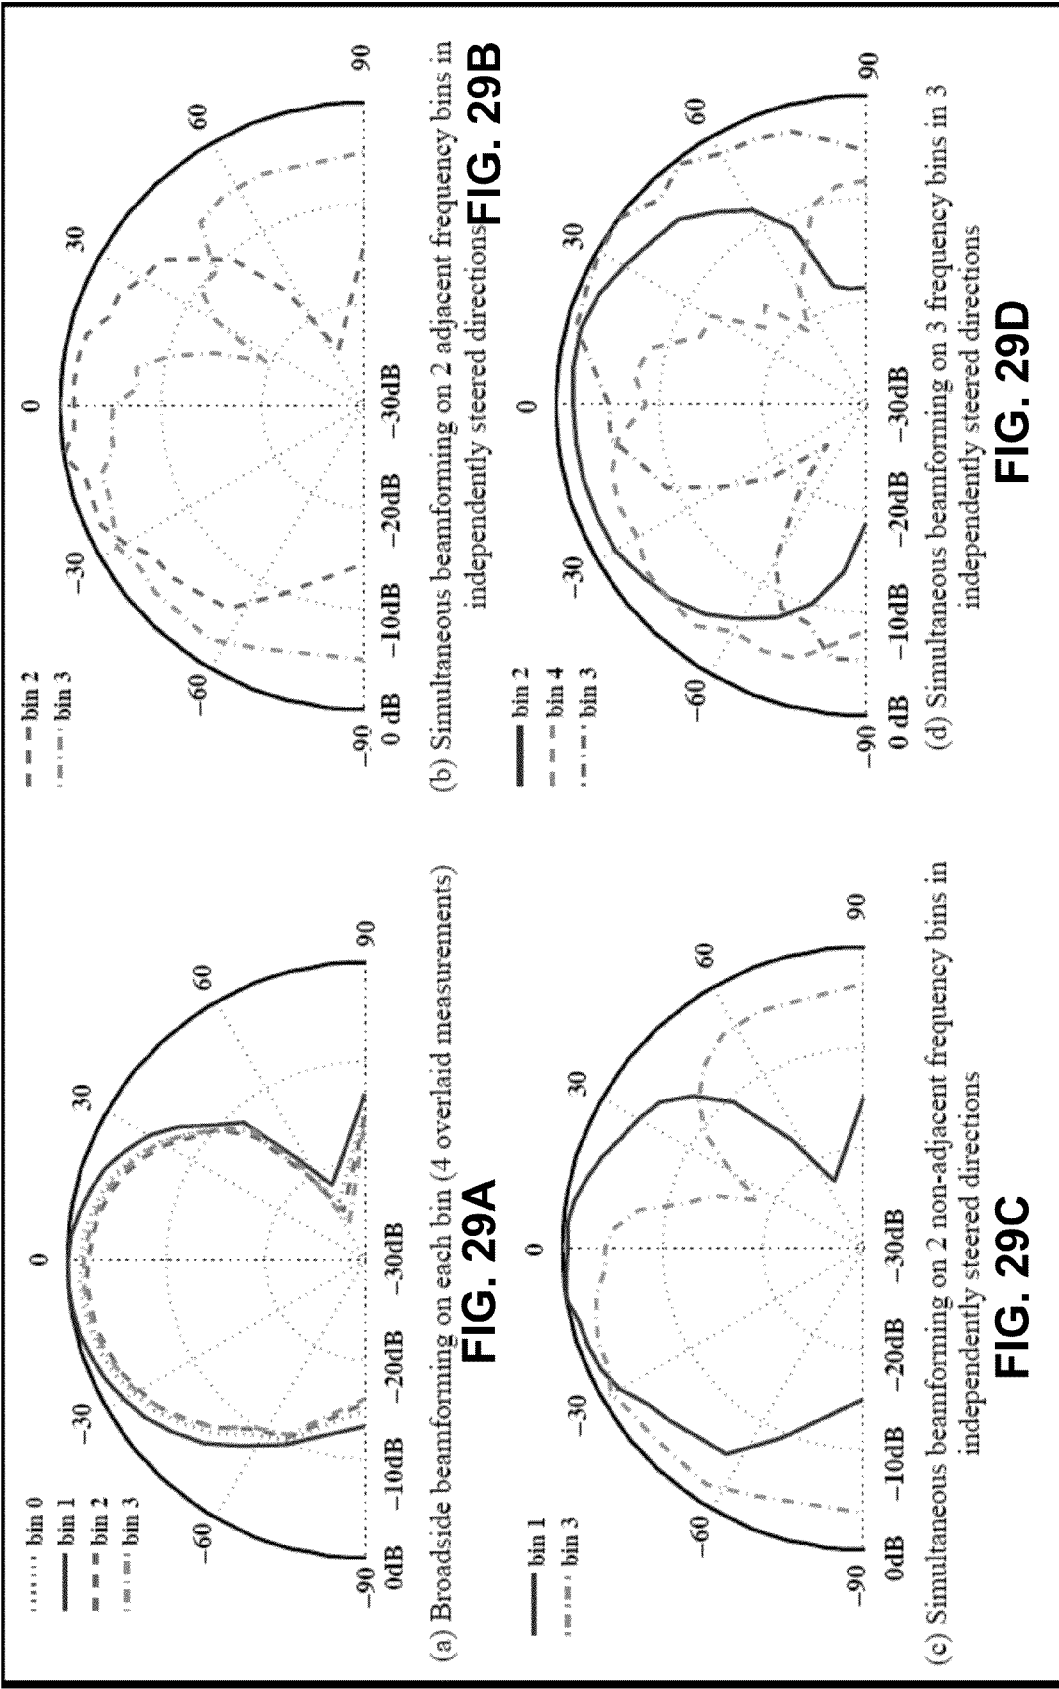 bin 0
bin 1
bin 2
bin 3
0
30
60
90
-30
-60
-90
0dB
-10dB
-20dB
-30dB
(a) Broadside beamforming on each bin (4 overlaid measurements)
FIG. 29A
bin 2
bin 3
0
30
60
90
-30
-60
-90
0 dB
-10dB
-20dB
-30dB
(b) Simultaneous beamforming on 2 adjacent frequency bins in
independently steered directions
FIG. 29B
bin 1
bin 3
0
30
60
90
-30
-60
-90
0dB
-10dB
-20dB
-30dB
(c) Simultaneous beamforming on 2 non-adjacent frequency bins in
independently steered directions
FIG. 29C
bin 2
bin 4
bin 3
0
30
60
90
-30
-60
-90
0 dB
-10dB
-20dB
-30dB
(d) Simultaneous beamforming on 3 frequency bins in 3
independently steered directions
FIG. 29D